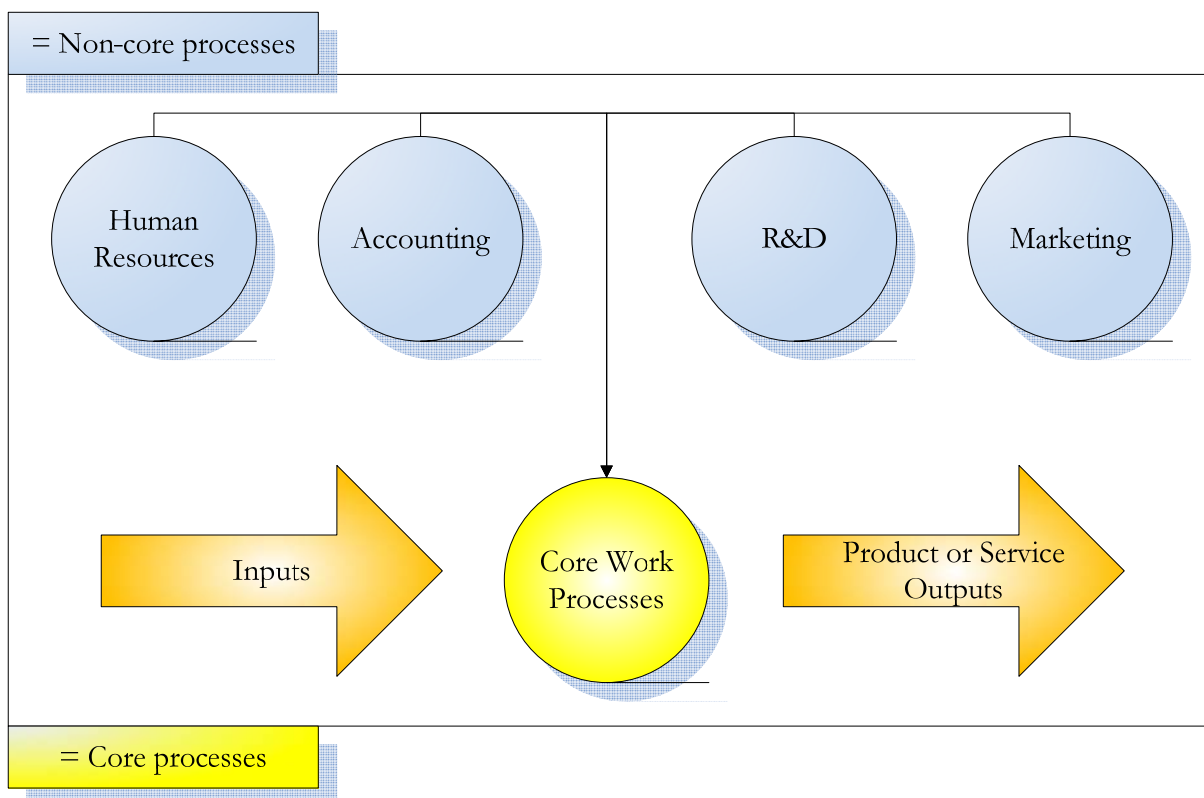 = Non-core processes
Human
Resources
Accounting
R&D
Marketing
Inputs
Core Work
Processes
Product or Service
Outputs
= Core processes